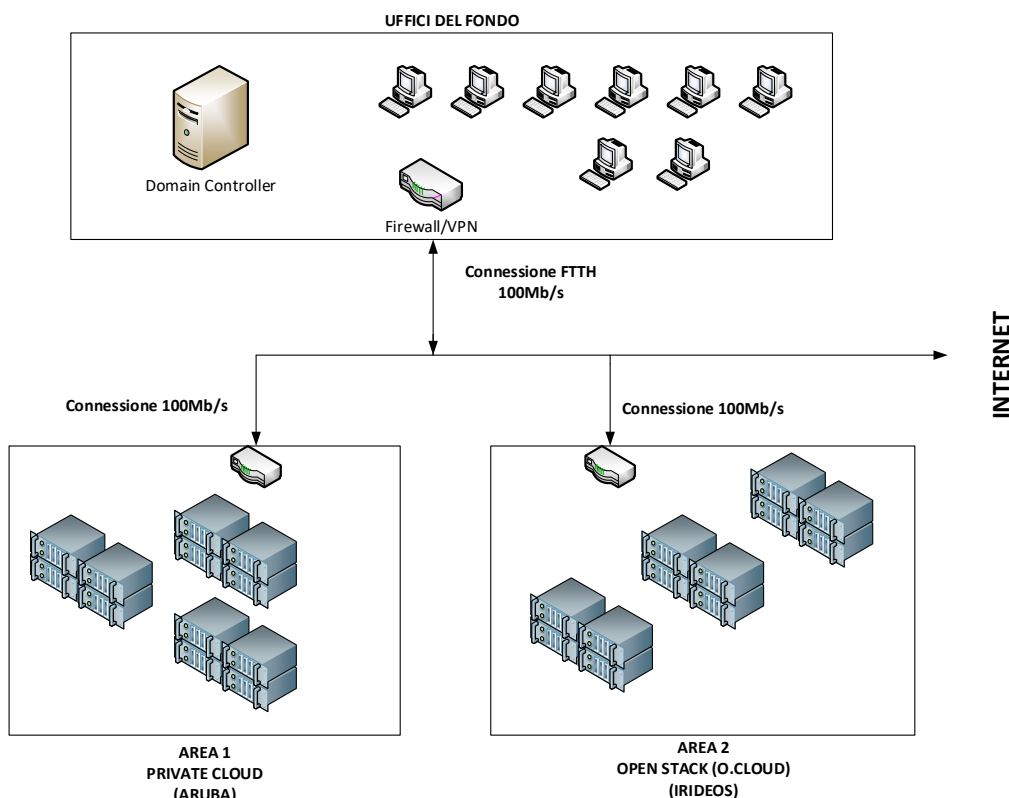 UFFICI DEL FONDO
Domain Controller
Firewall/VPN
Connessione FTTH
100Mb/s
INTERNET
Connessione 100Mb/s
Connessione 100Mb/s
AREA 1
PRIVATE CLOUD
(ARUBA)
AREA 2
OPEN STACK (O.CLOUD)
(IRIDEOS)